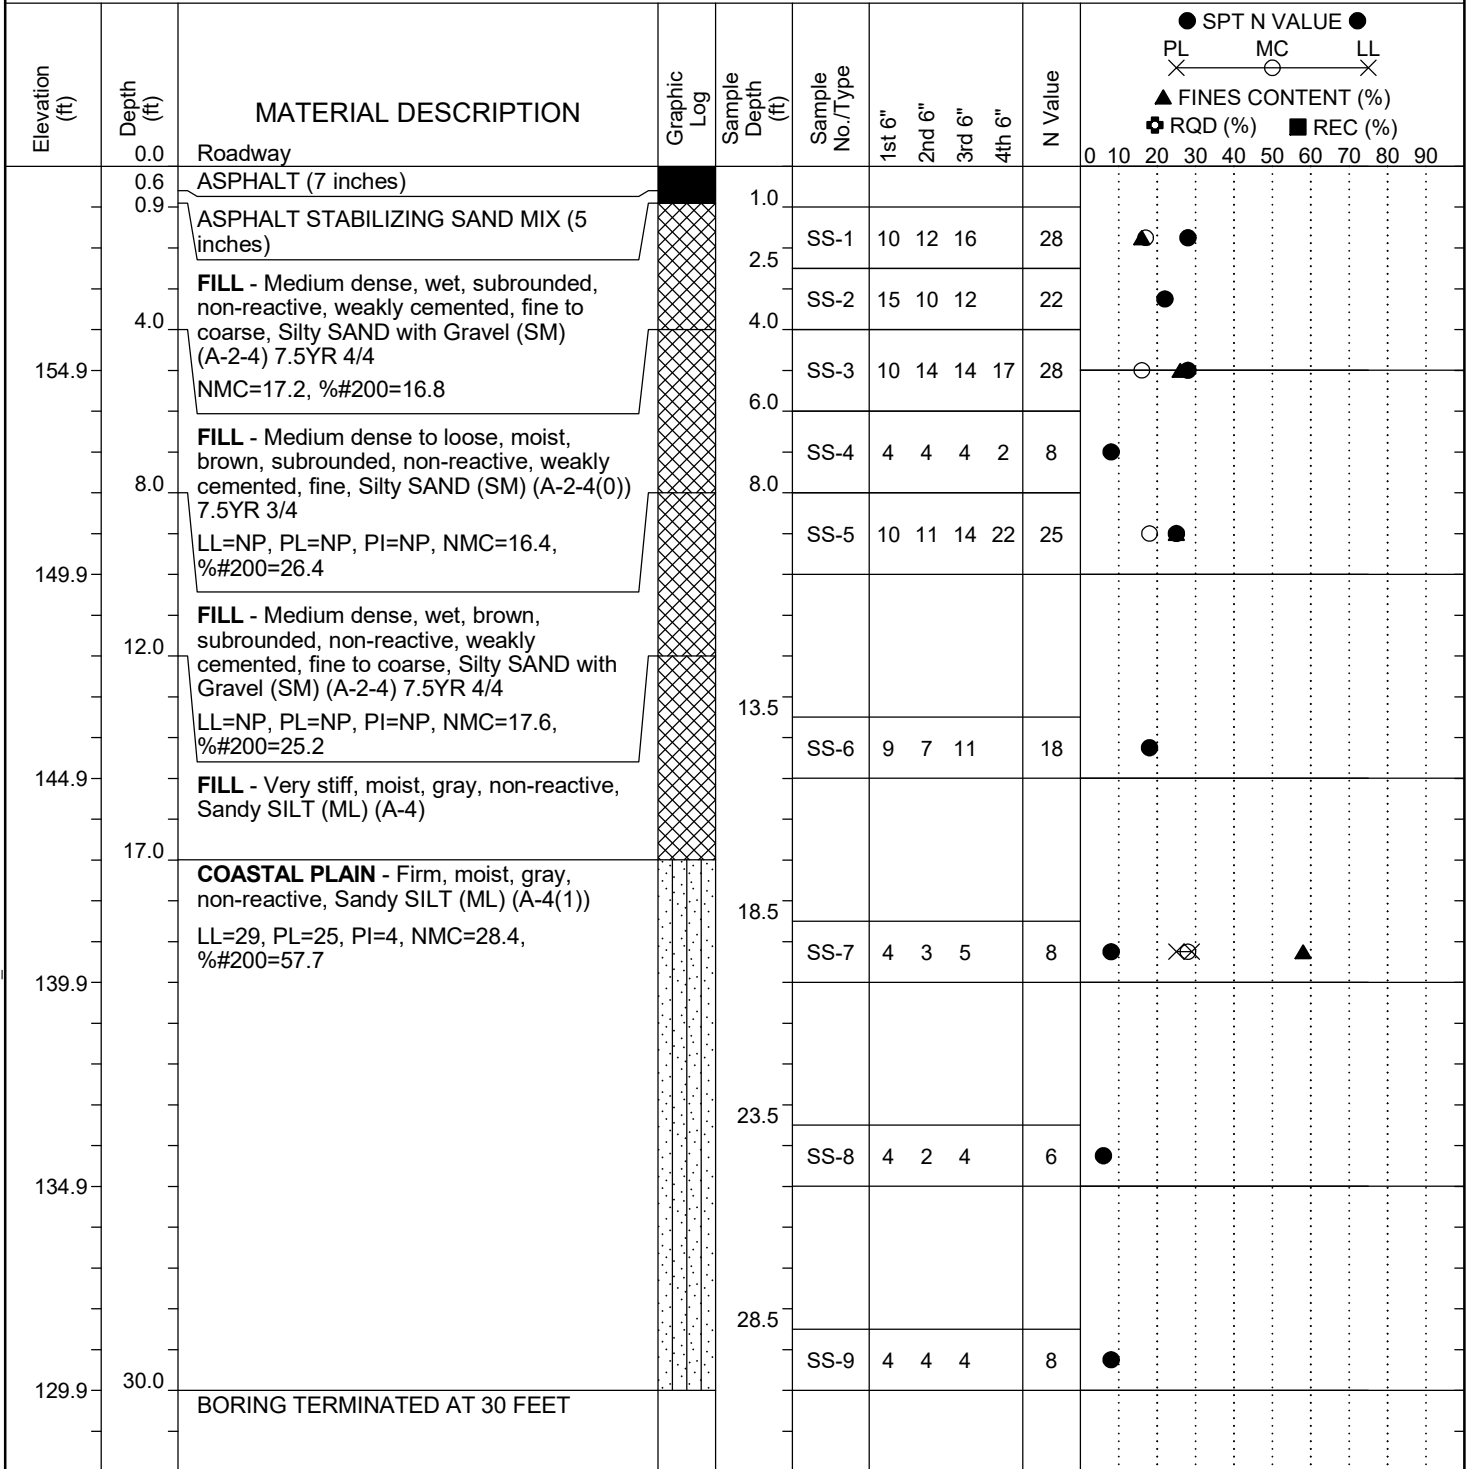 ● SPT N VALUE ●
PL MC LL
▲ FINES CONTENT (%)
RQD (%) ■ REC (%)
0 10 20 30 40 50 60 70 80 90
Elevation (ft)
Depth (ft)
MATERIAL DESCRIPTION
Graphic Log
Sample Depth (ft)
Sample No./Type
1st 6"
2nd 6"
3rd 6"
4th 6"
N Value
0.0 Roadway
0.6 ASPHALT (7 inches)
0.9
1.0
ASPHALT STABILIZING SAND MIX (5
inches)
SS-1 10 12 16 28
2.5
FILL - Medium dense, wet, subrounded,
non-reactive, weakly cemented, fine to
coarse, Silty SAND with Gravel (SM)
(A-2-4) 7.5YR 4/4
NMC=17.2, %#200=16.8
SS-2 15 10 12 22
4.0 4.0
154.9 SS-3 10 14 14 17 28
6.0
FILL - Medium dense to loose, moist,
brown, subrounded, non-reactive, weakly
cemented, fine, Silty SAND (SM) (A-2-4(0))
7.5YR 3/4
LL=NP, PL=NP, PI=NP, NMC=16.4,
%#200=26.4
SS-4 4 4 4 2 8
8.0 8.0
SS-5 10 11 14 22 25
149.9
FILL - Medium dense, wet, brown,
subrounded, non-reactive, weakly
cemented, fine to coarse, Silty SAND with
Gravel (SM) (A-2-4) 7.5YR 4/4
LL=NP, PL=NP, PI=NP, NMC=17.6,
%#200=25.2
12.0
13.5
SS-6 9 7 11 18
144.9
FILL - Very stiff, moist, gray, non-reactive,
Sandy SILT (ML) (A-4)
17.0
COASTAL PLAIN - Firm, moist, gray,
non-reactive, Sandy SILT (ML) (A-4(1))
LL=29, PL=25, PI=4, NMC=28.4,
%#200=57.7
18.5
SS-7 4 3 5 8
139.9
23.5
SS-8 4 2 4 6
134.9
28.5
SS-9 4 4 4 8
129.9 30.0
BORING TERMINATED AT 30 FEET